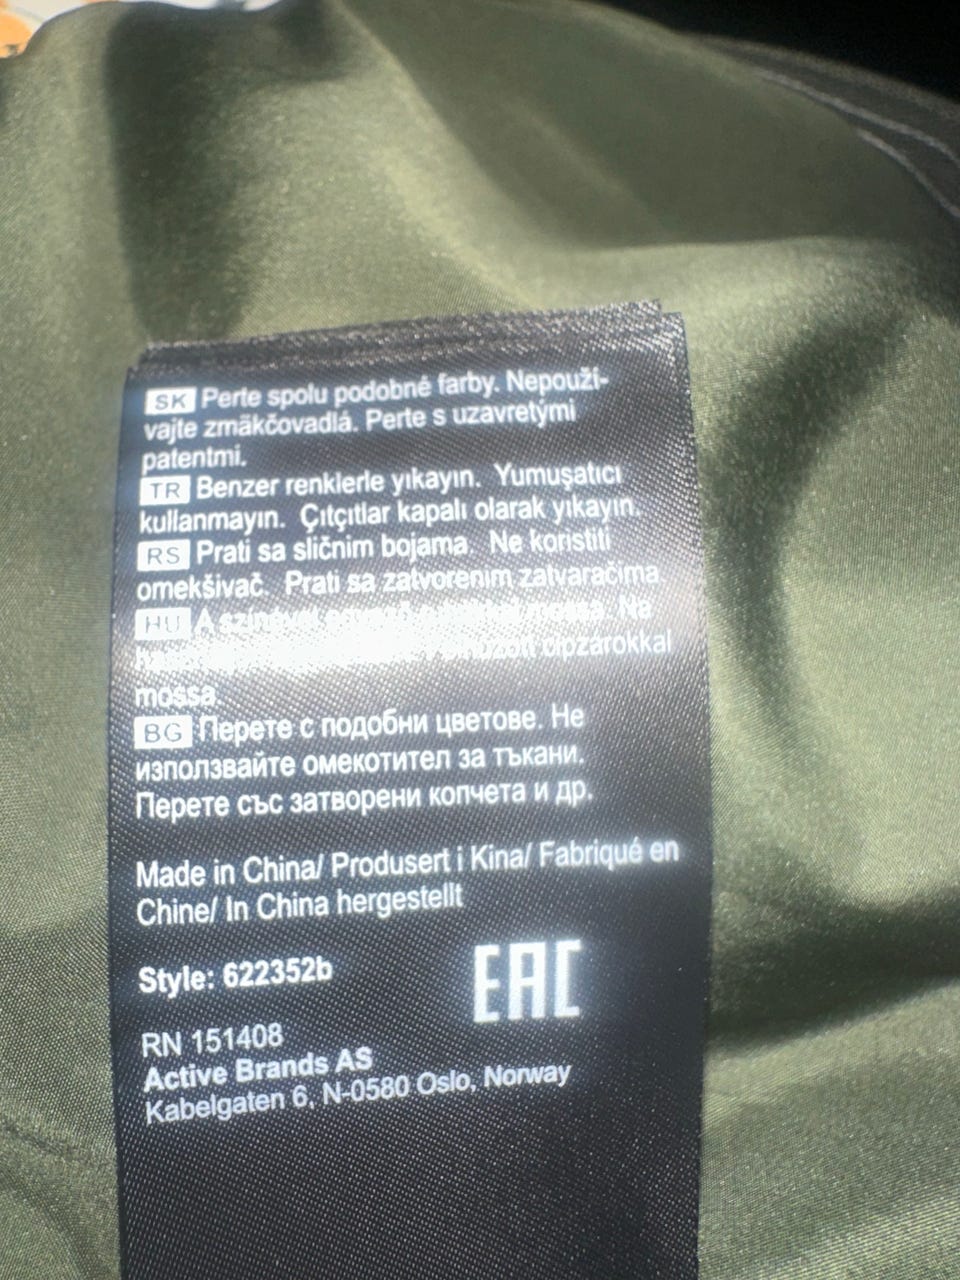 SK Perte spolu podobné farby. Nepouží-
vajte zmäkčovadlá. Perte s uzavretými
patentmi.
TR Benzer renklerle yıkayın. Yumuşatıcı
kullanmayın. Çıtçıtlar kapalı olarak yıkayın.
RS Prati sa sličnim bojama. Ne koristiti
omekšivač. Prati sa zatvorenim zatvaračima
HU A mossa. Ne
cipzárokkal
mossa.
BG Перете с подобни цветове. Не
използвайте омекотител за тъкани.
Перете със затворени копчета и др.
Made in China/ Produsert i Kina/ Fabriqué en
Chine/ In China hergestellt
Style: 622352b
EAC
RN 151408
Active Brands AS
Kabelgaten 6, N-0580 Oslo, Norway